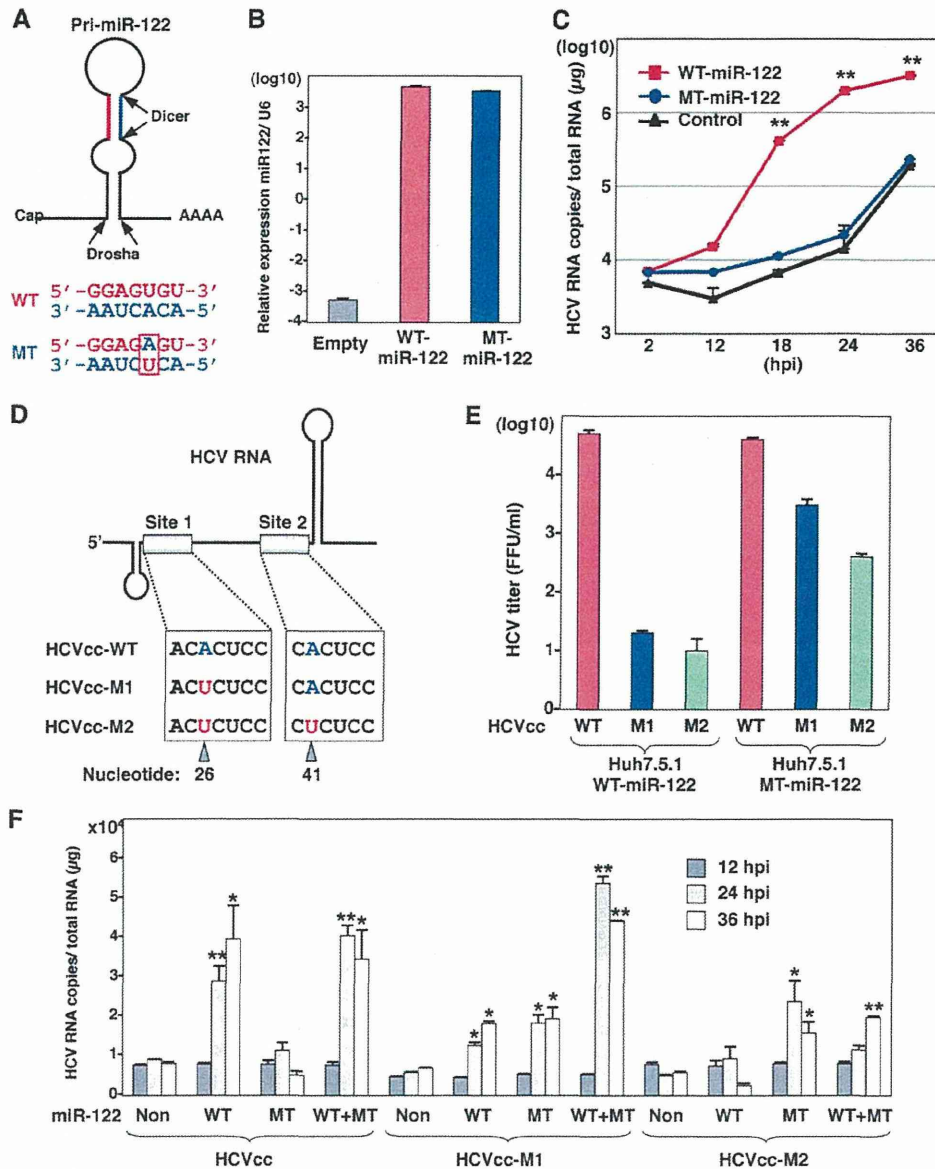 A
Pri-miR-122
Dicer
Cap
AAAA
Drosha
WT
5' -GGAGUGU-3'
3' -AAUCACA-5'
MT
5' -GGAGAGU-3'
3' -AAUCUCA-5'
B
(log10)
Relative expression miR122/ U6
3
2
1
0
-1
-2
-3
-4
Empty
WT-
miR-122
MT-
miR-122
C
(log10)
HCV RNA copies/ total RNA (μg)
WT-miR-122
MT-miR-122
Control
**
**
**
6
5
4
3
2
12
18
24
36
(hpi)
D
HCV RNA
5'
Site 1
Site 2
HCVcc-WT
ACACUCC
CACUCC
HCVcc-M1
ACUCUCC
CACUCC
HCVcc-M2
ACUCUCC
CUCUCC
Nucleotide:
26
41
E
(log10)
HCV titer (FFU/ml)
4
3
2
1
0
HCVcc
WT
M1
M2
WT
M1
M2
Huh7.5.1
WT-miR-122
Huh7.5.1
MT-miR-122
F
x10⁴
HCV RNA copies/ total RNA (μg)
6
5
4
3
2
1
0
12 hpi
24 hpi
36 hpi
**
*
**
*
*
*
*
*
**
**
*
*
**
miR-122
Non
WT
MT
WT+MT
Non
WT
MT
WT+MT
Non
WT
MT
WT+MT
HCVcc
HCVcc-M1
HCVcc-M2